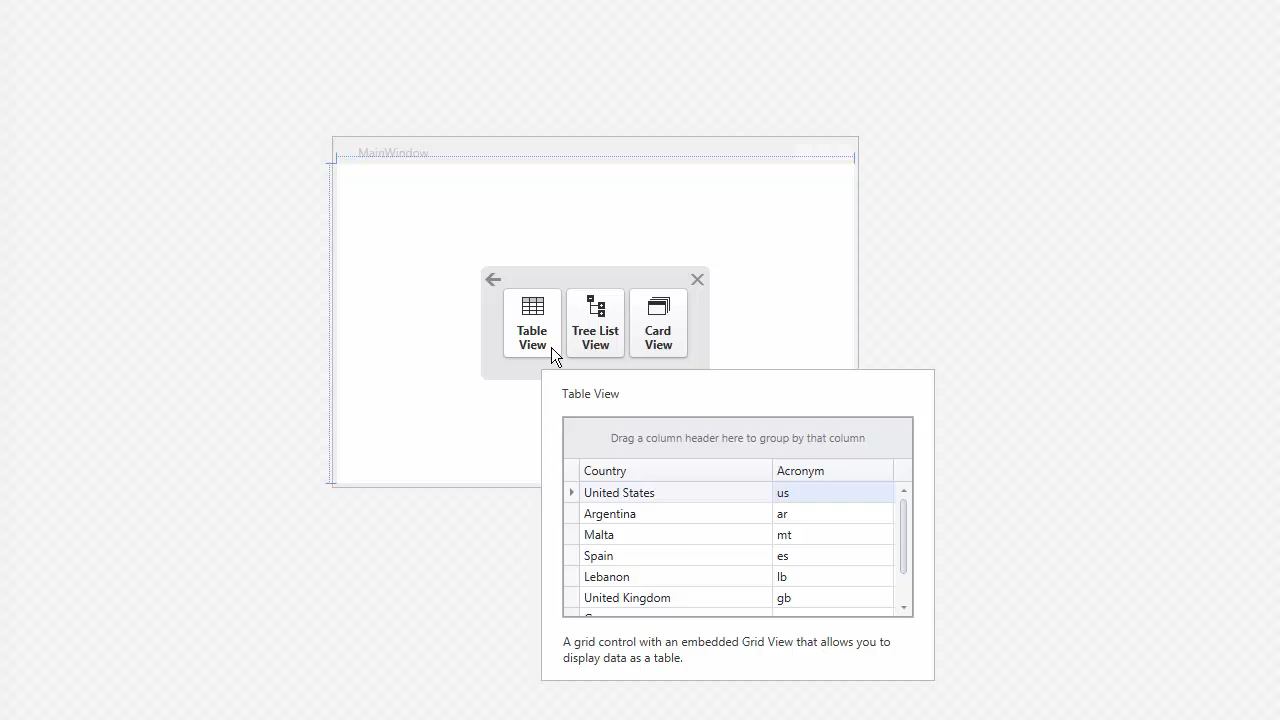 MainWindow
Table View
Tree List View
Card View
Table View
Drag a column header here to group by that column
Country Acronym
United States us
Argentina ar
Malta mt
Spain es
Lebanon lb
United Kingdom gb
A grid control with an embedded Grid View that allows you to
display data as a table.